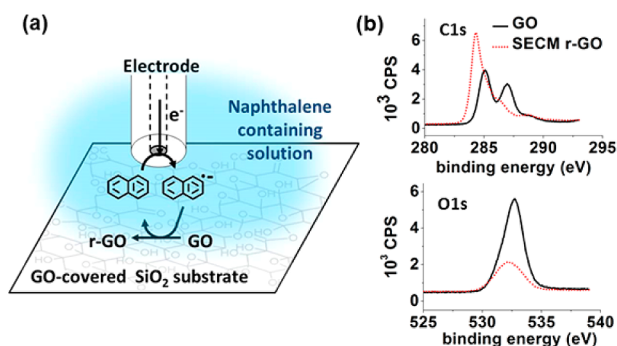 (a)
Electrode
e-
Naphthalene
containing
solution
•-
r-GO
GO
GO-covered SiO2 substrate
(b)
C1s
GO
SECM r-GO
10³ CPS
6
4
2
0
280
285
290
295
binding energy (eV)
O1s
10³ CPS
6
4
2
0
525
530
535
540
binding energy (eV)